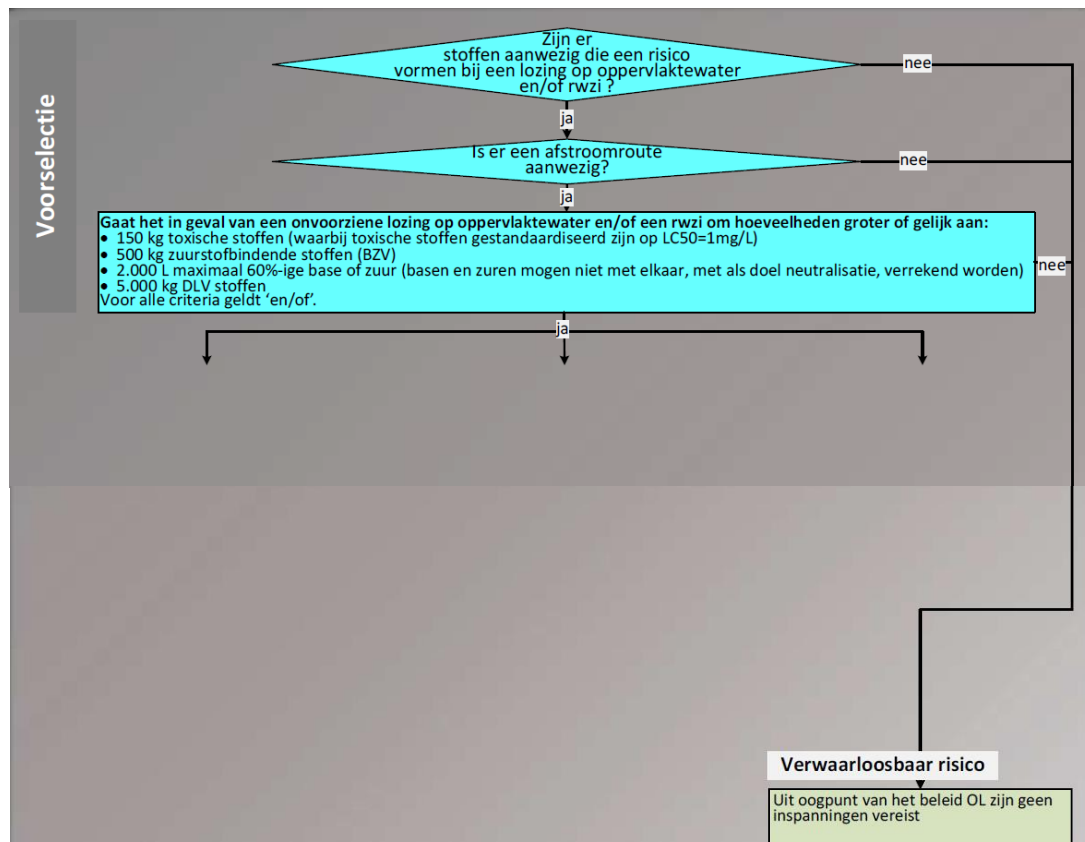 Voorselectie
Zijn er
stoffen aanwezig die een risico
vormen bij een lozing op oppervlaktewater
en/of rwzi ?
nee
ja
Is er een afstroomroute
aanwezig?
nee
ja
Gaat het in geval van een onvoorziene lozing op oppervlaktewater en/of een rwzi om hoeveelheden groter of gelijk aan:
• 150 kg toxische stoffen (waarbij toxische stoffen gestandaardiseerd zijn op LC50=1mg/L)
• 500 kg zuurstofbindende stoffen (BZV)
• 2.000 L maximaal 60%-ige base of zuur (basen en zuren mogen niet met elkaar, met als doel neutralisatie, verrekend worden)
• 5.000 kg DLV stoffen
Voor alle criteria geldt ‘en/of’.
nee
ja
Verwaarloosbaar risico
Uit oogpunt van het beleid OL zijn geen
inspanningen vereist